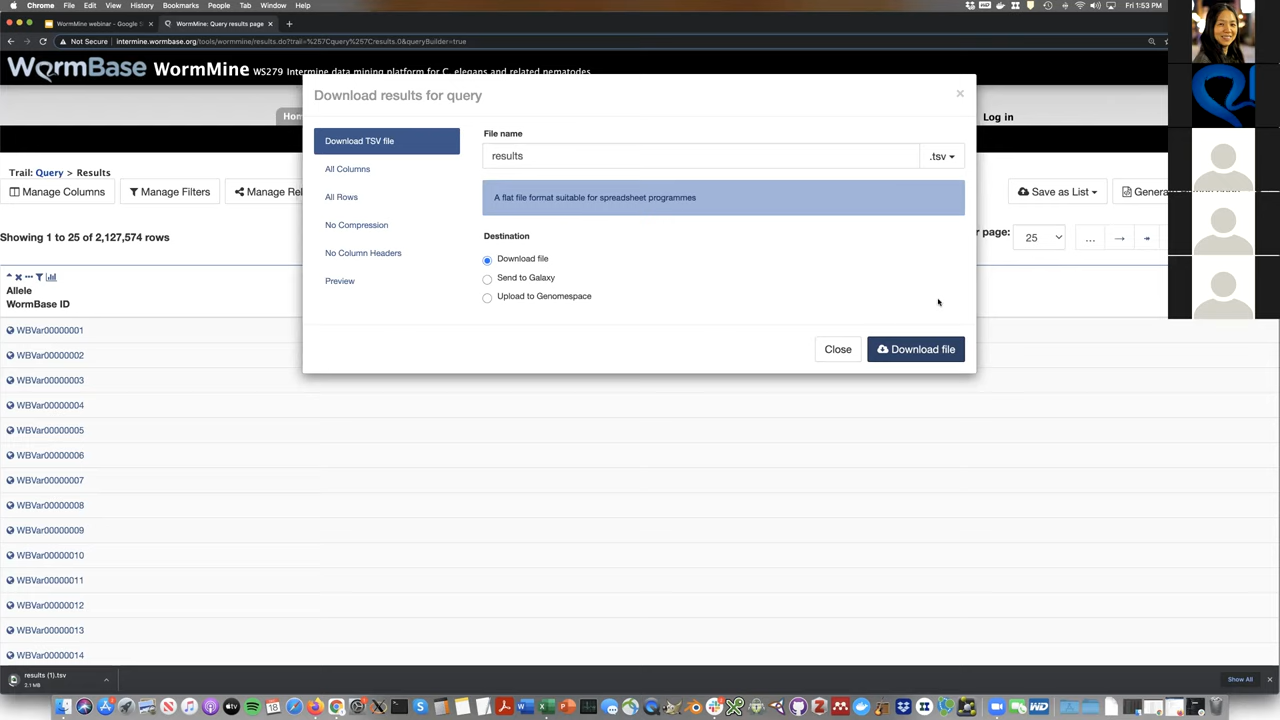 Chrome File Edit View History Bookmarks People Tab Window Help
Fri 1:53 PM
WormMine webinar - Google S
WormMine: Query results page
Not Secure intermine.wormbase.org/tools/wormmine/results.do?trail=%257Cquery%257Cresults.0&queryBuilder=true
WormBase WormMine WS279 Intermine data mining platform for C. elegans and related nematodes
Download results for query
Log in
Download TSV file
All Columns
All Rows
No Compression
No Column Headers
Preview
File name
results
.tsv
A flat file format suitable for spreadsheet programmes
Destination
Download file
Send to Galaxy
Upload to Genomespace
Close
Download file
Trail: Query > Results
Manage Columns
Manage Filters
Save as List
Showing 1 to 25 of 2,127,574 rows
25
Allele
WormBase ID
WBVar00000001
WBVar00000002
WBVar00000003
WBVar00000004
WBVar00000005
WBVar00000006
WBVar00000007
WBVar00000008
WBVar00000009
WBVar00000010
WBVar00000011
WBVar00000012
WBVar00000013
WBVar00000014
results (1).tsv
2.1 MB
Show All